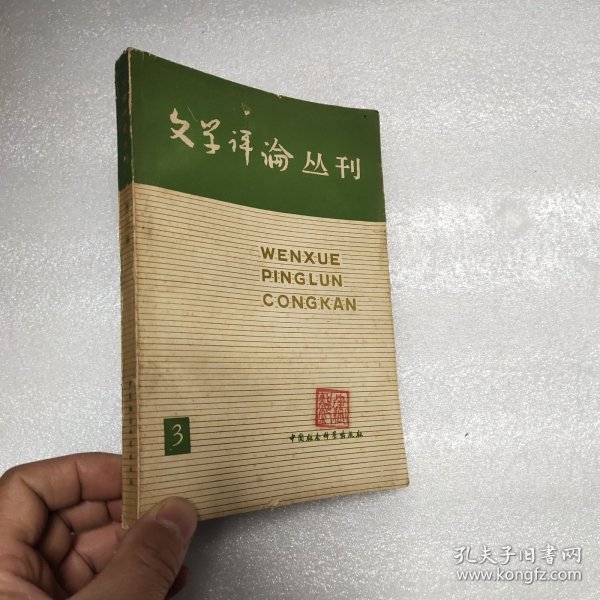 文学评论丛刊
WENXUE
PINGLUN
CONGKAN
3
中国社会科学出版社
孔夫子旧书网
www.kongfz.com